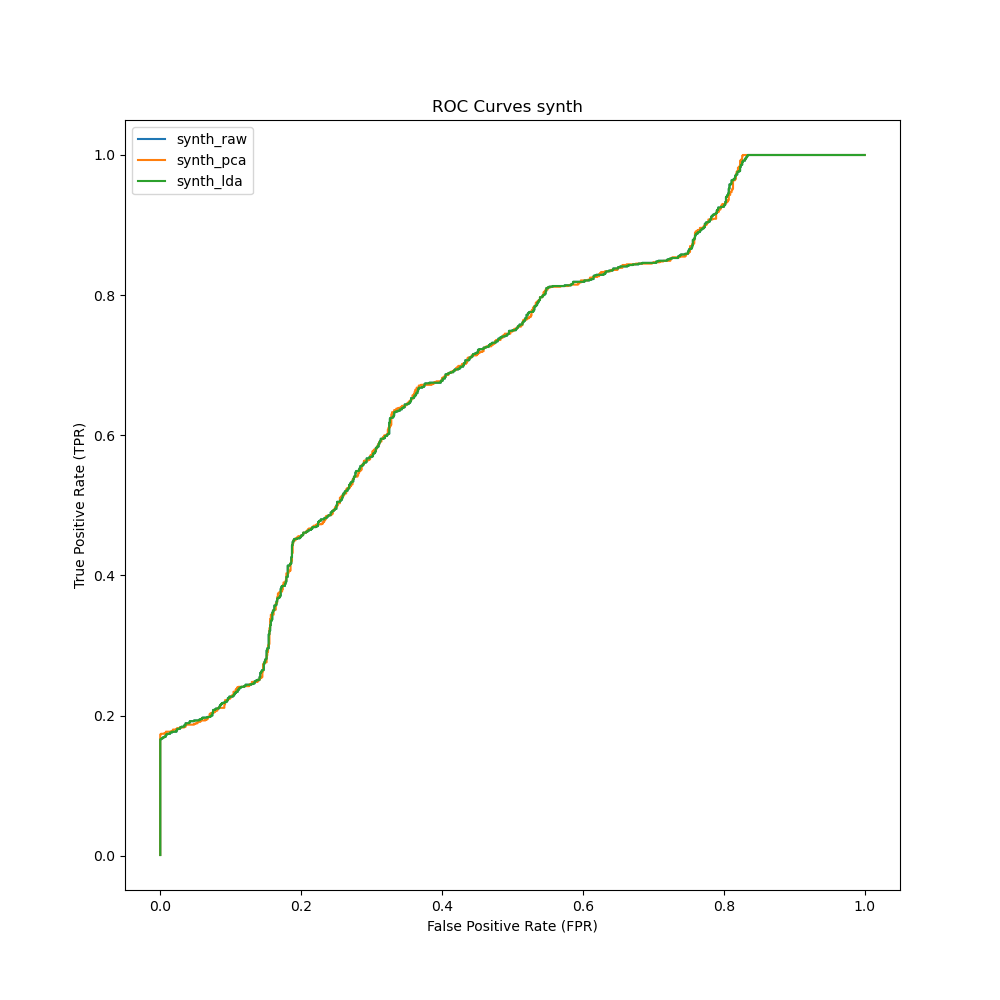 ROC Curves synth
synth_raw
synth_pca
synth_lda
True Positive Rate (TPR)
1.0
0.8
0.6
0.4
0.2
0.0
0.0 0.2 0.4 0.6 0.8 1.0
False Positive Rate (FPR)